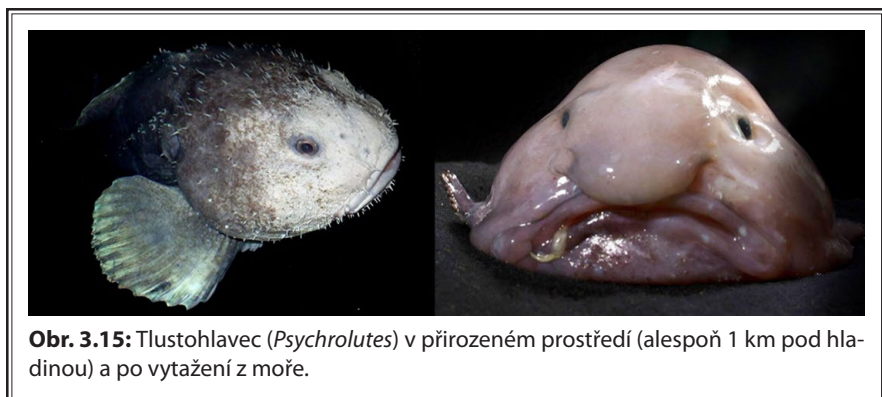 Obr. 3.15: Tlustohlavec (Psychrolutes) v přirozeném prostředí (alespoň 1 km pod hla-
dinou) a po vytažení z moře.